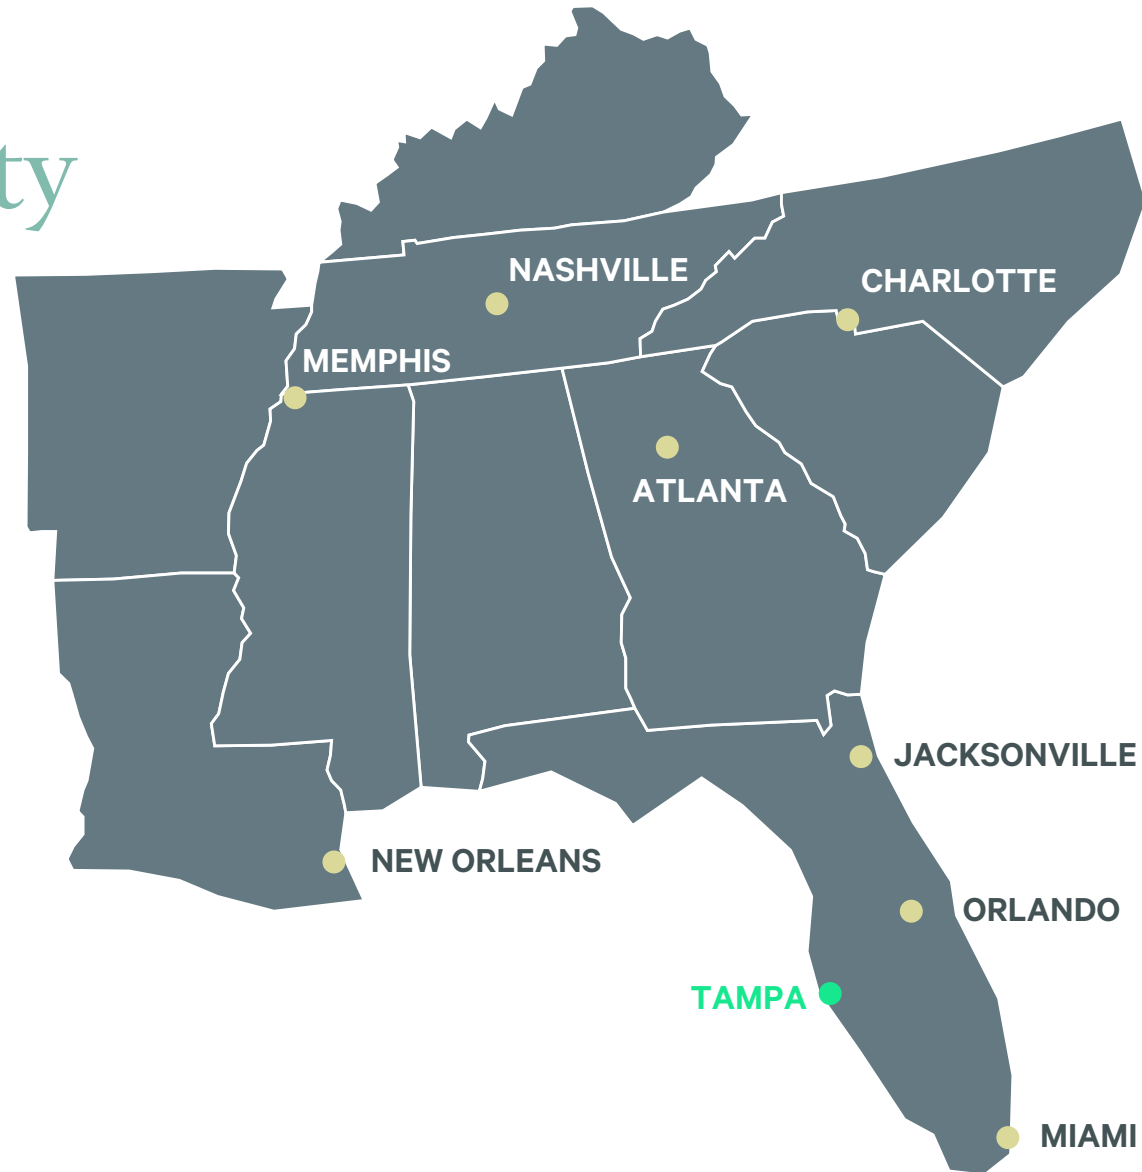 ty
NASHVILLE
CHARLOTTE
MEMPHIS
ATLANTA
JACKSONVILLE
NEW ORLEANS
ORLANDO
TAMPA
MIAMI